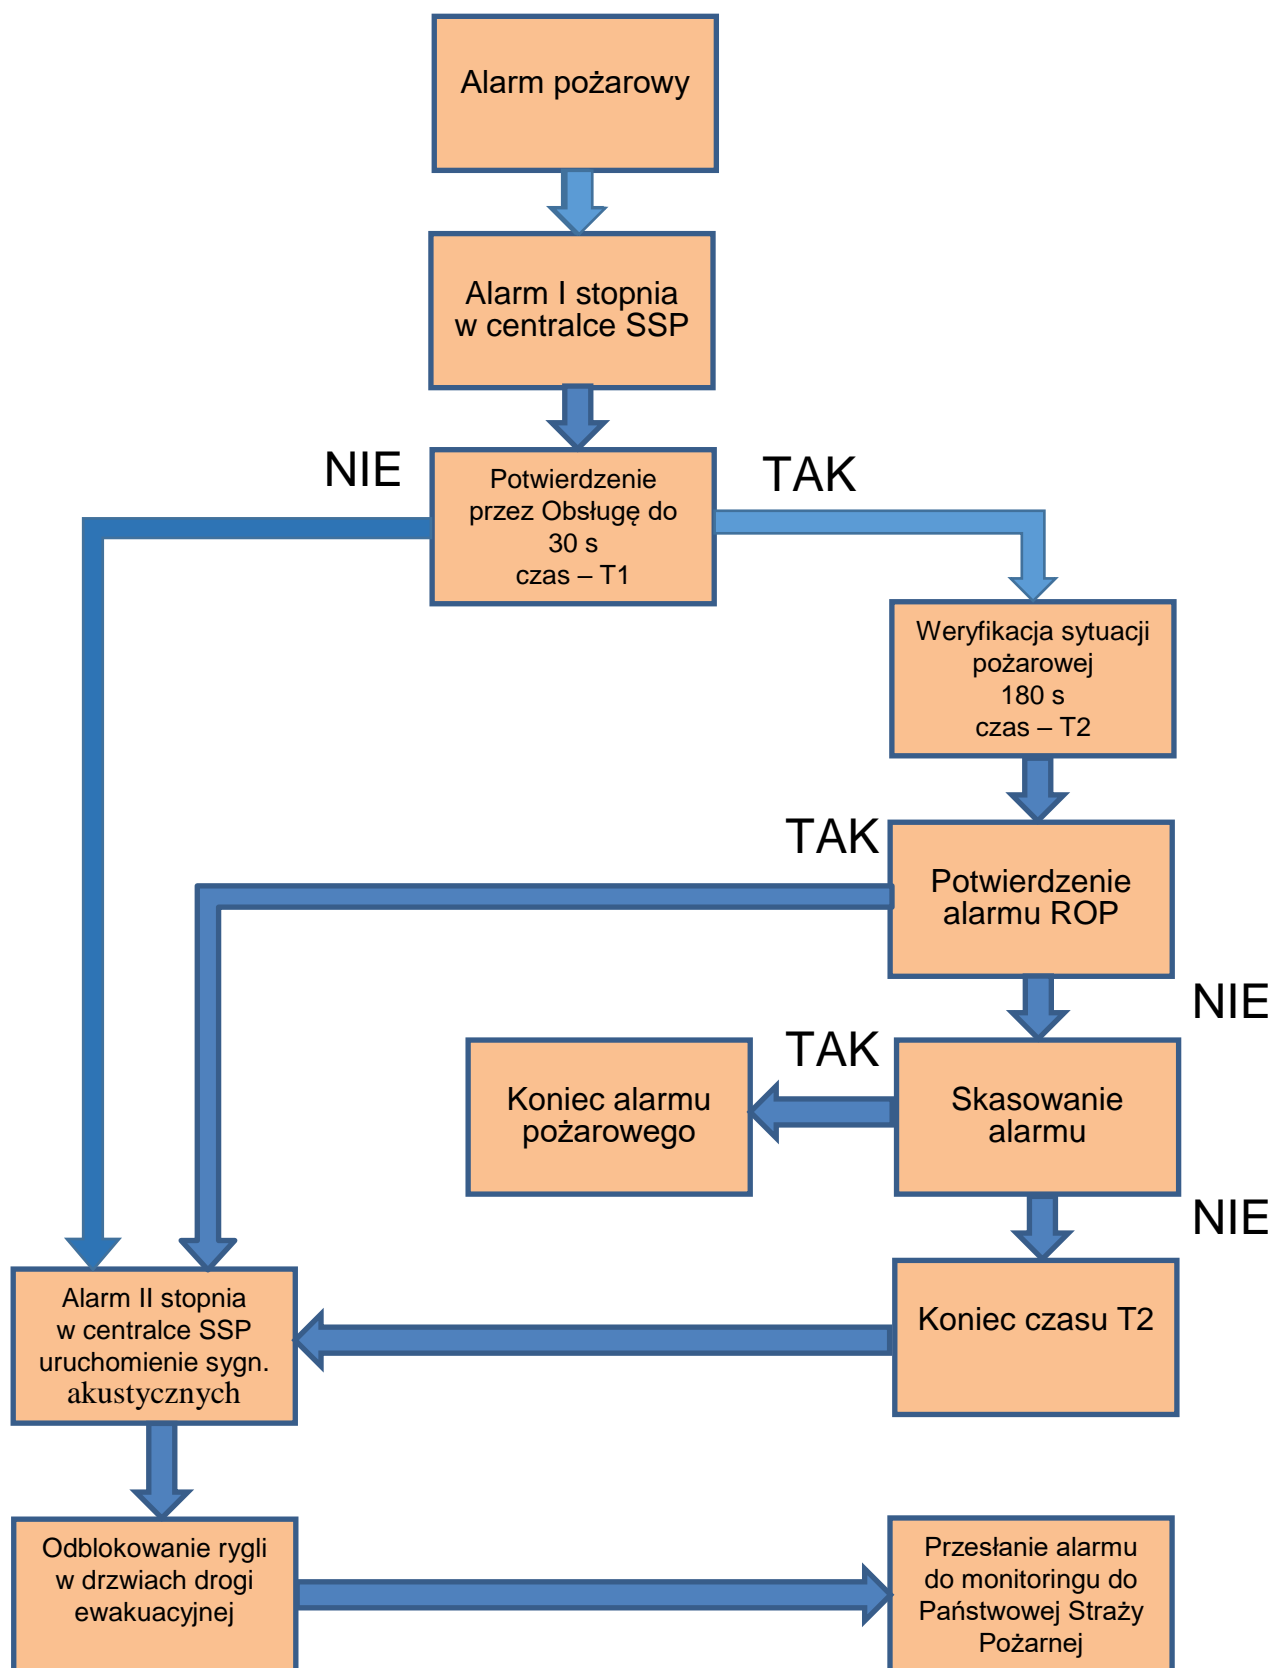 Alarm pożarowy
Alarm I stopnia
w centralce SSP
NIE
TAK
Potwierdzenie
przez Obsługę do
30 s
czas – T1
Weryfikacja sytuacji
pożarowej
180 s
czas – T2
TAK
Potwierdzenie
alarmu ROP
NIE
TAK
Koniec alarmu
pożarowego
Skasowanie
alarmu
NIE
Alarm II stopnia
w centralce SSP
uruchomienie sygn.
akustycznych
Koniec czasu T2
Odblokowanie rygli
w drzwiach drogi
ewakuacyjnej
Przesłanie alarmu
do monitoringu do
Państwowej Straży
Pożarnej